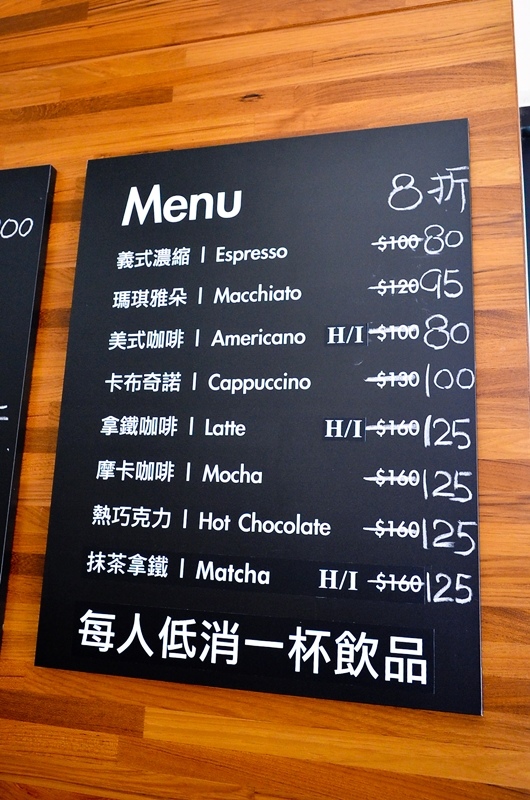 Menu 8折
義式濃縮 | Espresso $100 80
瑪琪雅朵 | Macchiato $120 95
美式咖啡 | Americano H/I $100 80
卡布奇諾 | Cappuccino $130 100
拿鐵咖啡 | Latte H/I $160 125
摩卡咖啡 | Mocha $160 125
熱巧克力 | Hot Chocolate $160 125
抹茶拿鐵 | Matcha H/I $160 125
每人低消一杯飲品